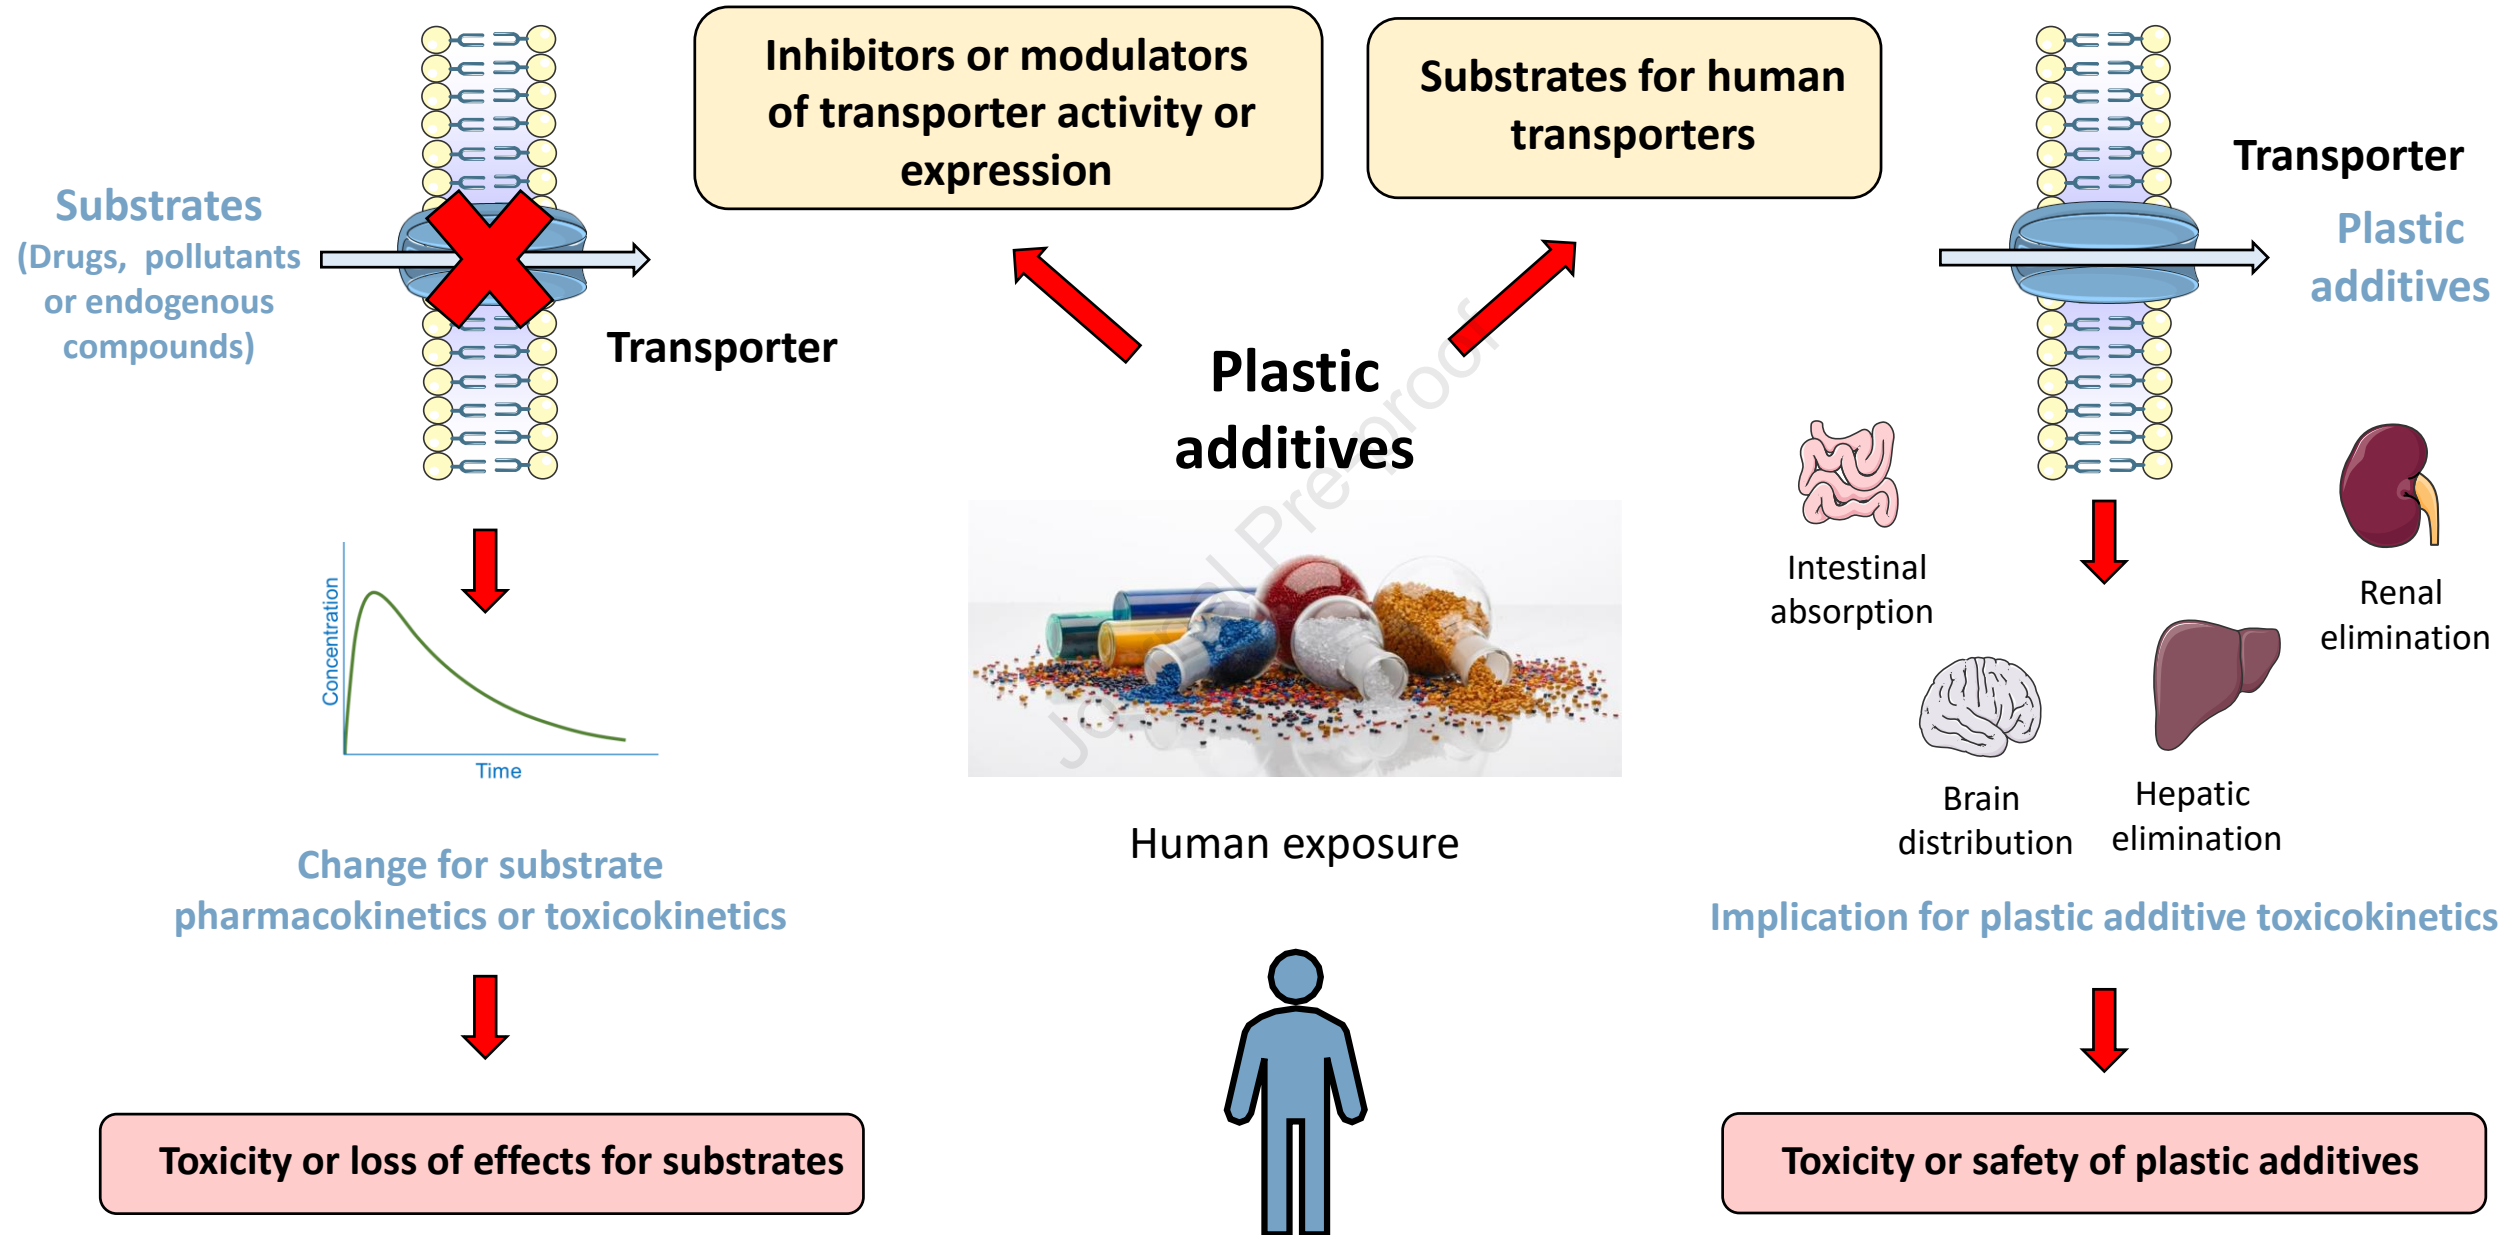 Inhibitors or modulators
of transporter activity or
expression
Substrates for human
transporters
Substrates
(Drugs, pollutants
or endogenous
compounds)
Transporter
Transporter
Plastic
additives
Plastic
additives
Concentration
Time
Intestinal
absorption
Renal
elimination
Brain
distribution
Hepatic
elimination
Human exposure
Change for substrate
pharmacokinetics or toxicokinetics
Implication for plastic additive toxicokinetics
Toxicity or loss of effects for substrates
Toxicity or safety of plastic additives
Journal Pre-proof